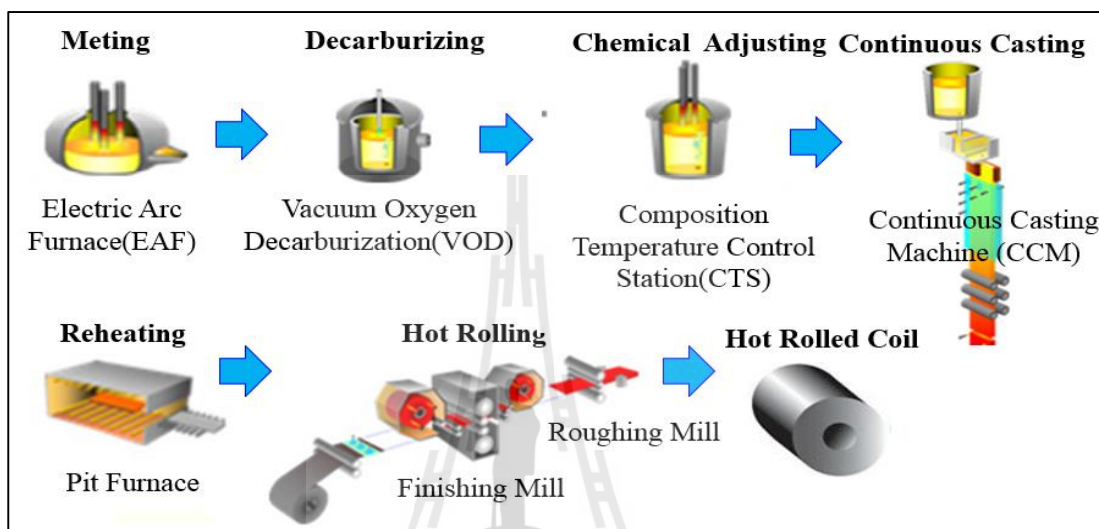 Meting
Decarburizing
Chemical Adjusting
Continuous Casting
Electric Arc
Furnace(EAF)
Vacuum Oxygen
Decarburization(VOD)
Composition
Temperature Control
Station(CTS)
Continuous Casting
Machine (CCM)
Reheating
Hot Rolling
Hot Rolled Coil
Pit Furnace
Finishing Mill
Roughing Mill